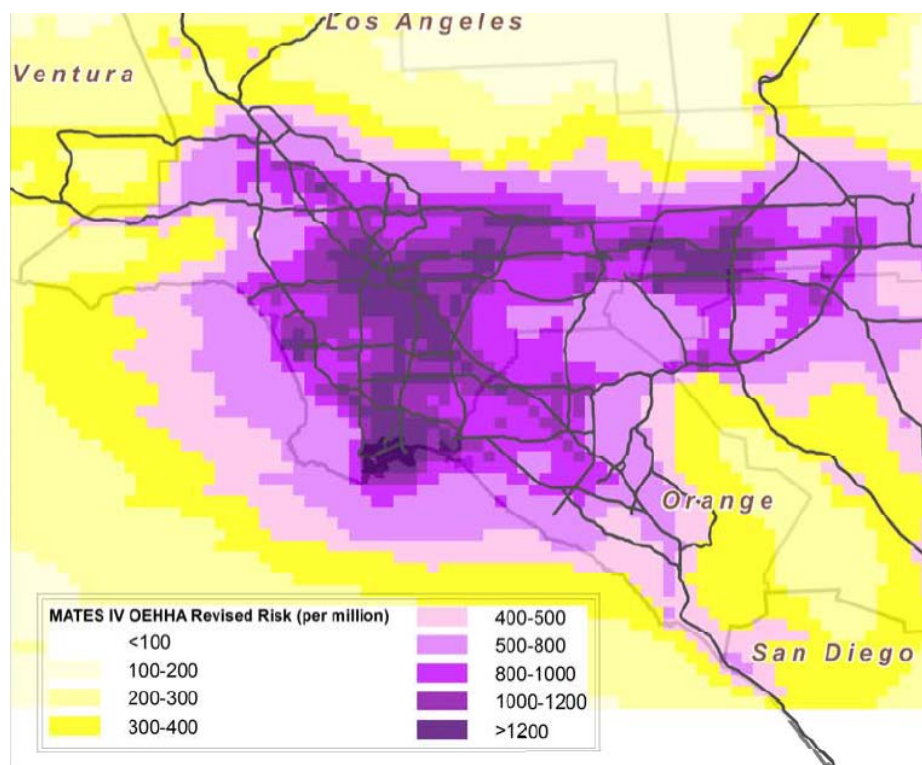 Los Angeles
Ventura
Orange
San Diego
MATES IV OEHHA Revised Risk (per million)
<100
100-200
200-300
300-400
400-500
500-800
800-1000
1000-1200
>1200